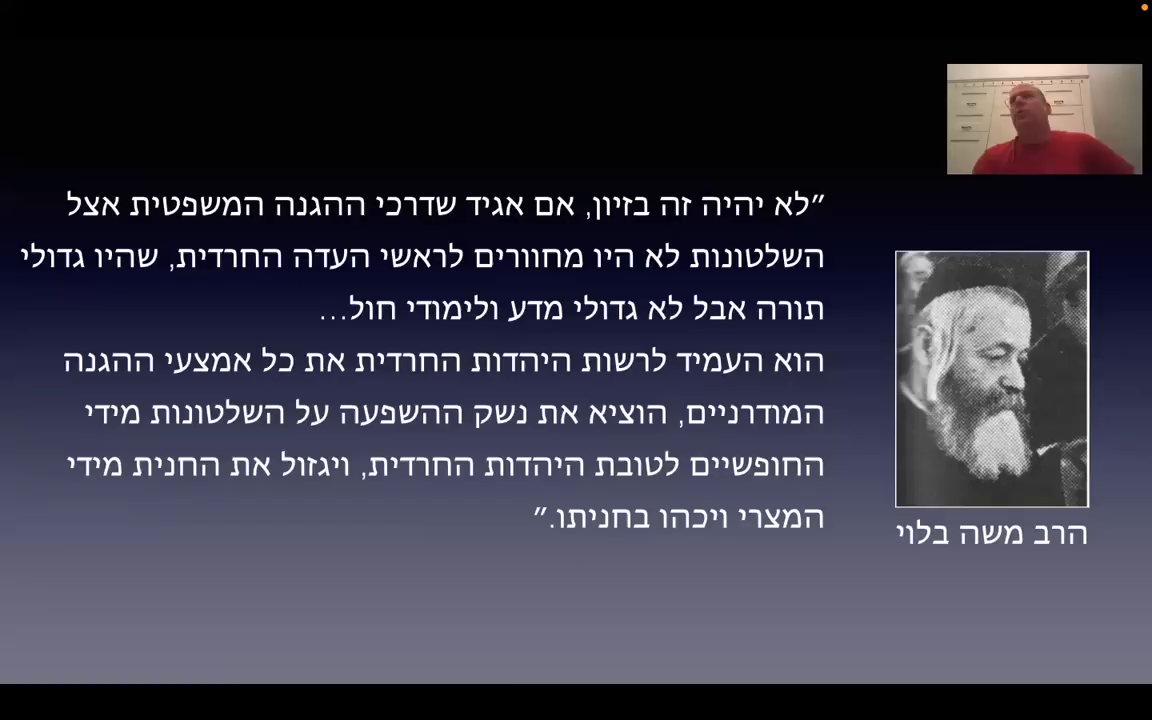 ״לא יהיה זה בזיון, אם אגיד שדרכי ההגנה המשפטית אצל
השלטונות לא היו מחוורים לראשי העדה החרדית, שהיו גדולי
תורה אבל לא גדולי מדע ולימודי חול...
הוא העמיד לרשות היהדות החרדית את כל אמצעי ההגנה
המודרניים, הוציא את נשק ההשפעה על השלטונות מידי
החופשיים לטובת היהדות החרדית, ויגזול את החנית מידי
המצרי ויכהו בחניתו.״
הרב משה בלוי